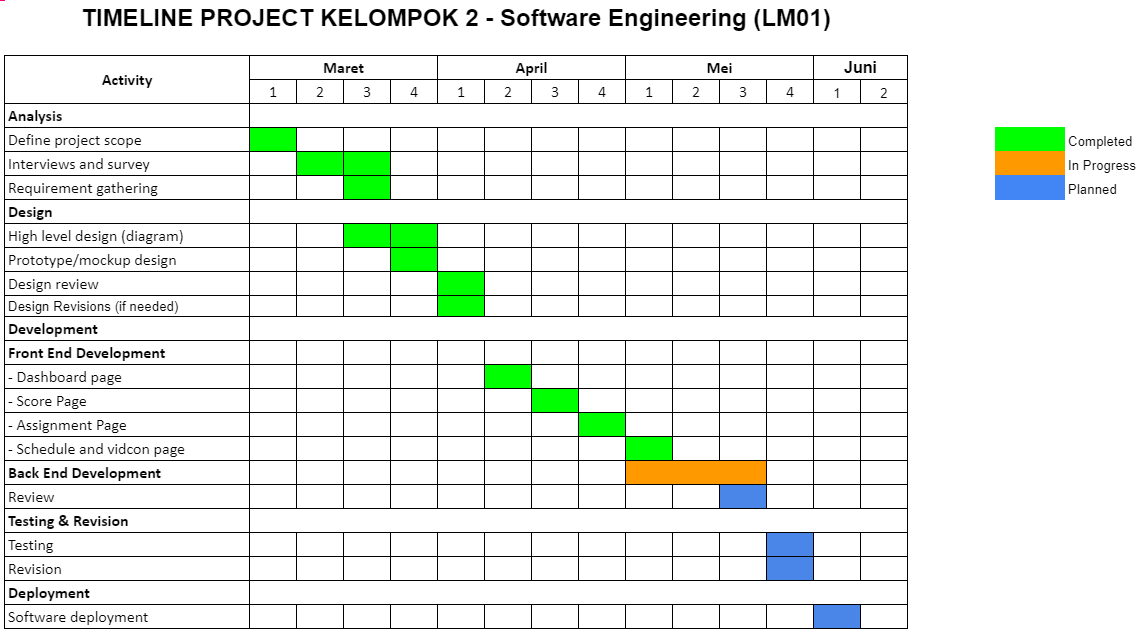 TIMELINE PROJECT KELOMPOK 2 - Software Engineering (LM01)
Activity
Maret April Mei Juni
1 2 3 4 1 2 3 4 1 2 3 4 1 2
Analysis
Define project scope
Interviews and survey
Requirement gathering
Design
High level design (diagram)
Prototype/mockup design
Design review
Design Revisions (if needed)
Development
Front End Development
- Dashboard page
- Score Page
- Assignment Page
- Schedule and vidcon page
Back End Development
Review
Testing & Revision
Testing
Revision
Deployment
Software deployment
Completed
In Progress
Planned